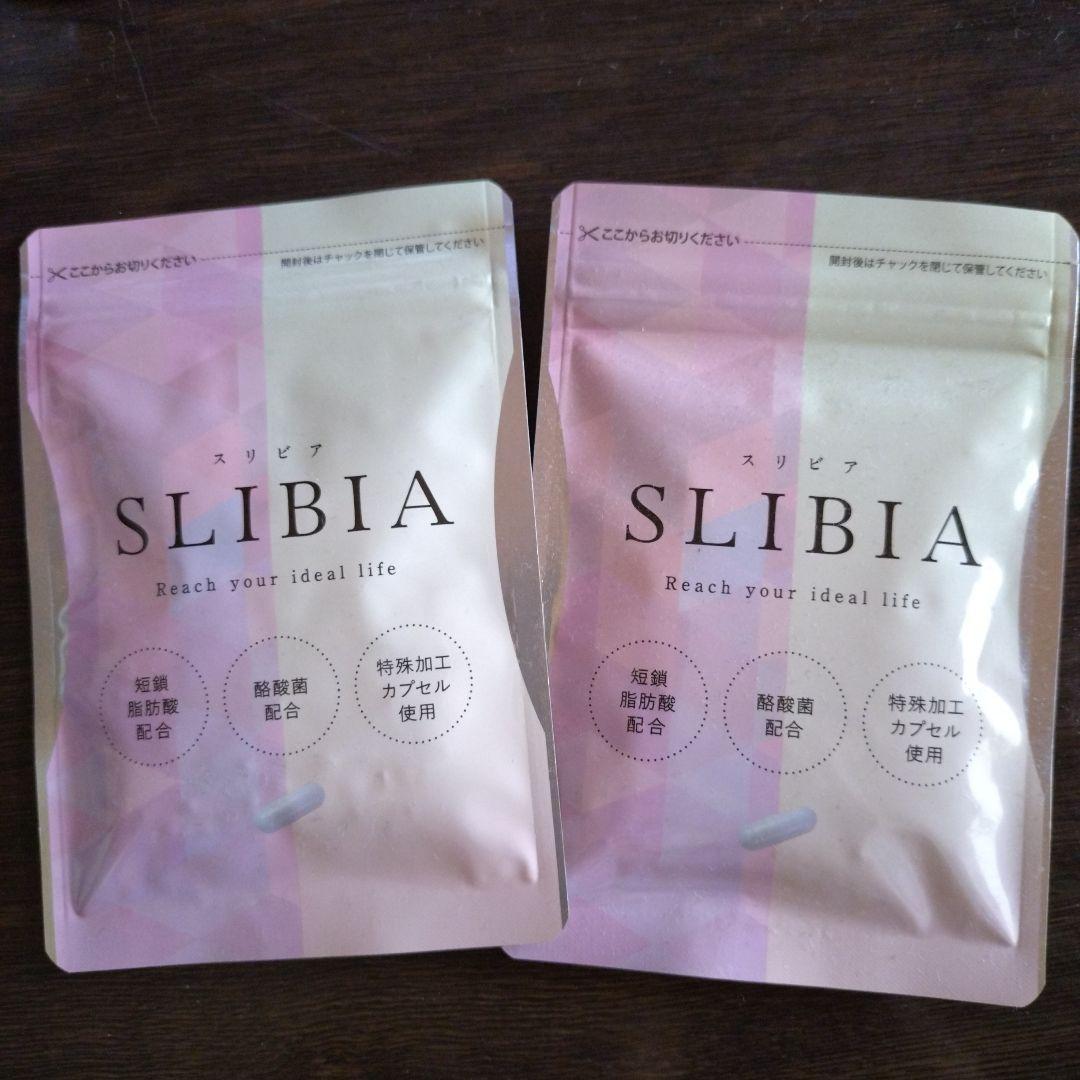 ここからお切りください
開封後はチャックを閉じて保管してください
スリビア
SLIBIA
Reach your ideal life
短鎖
脂肪酸
配合
酪酸菌
配合
特殊加工
カプセル
使用
ここからお切りください
開封後はチャックを閉じて保管してください
スリビア
SLIBIA
Reach your ideal life
短鎖
脂肪酸
配合
酪酸菌
配合
特殊加工
カプセル
使用